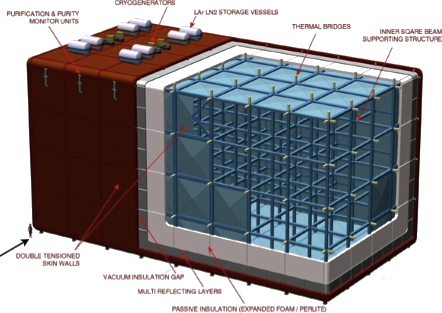 CRYOGENERATORS
LAr LN2 STORAGE VESSELS
PURIFICATION & PURITY
MONITOR UNITS
THERMAL BRIDGES
INNER SQARE BEAM
SUPPORTING STRUCTURE
DOUBLE TENSIONED
SKIN WALLS
VACUUM INSULATION GAP
MULTI REFLECTING LAYERS
PASSIVE INSULATION (EXPANDED FOAM / PERLITE)